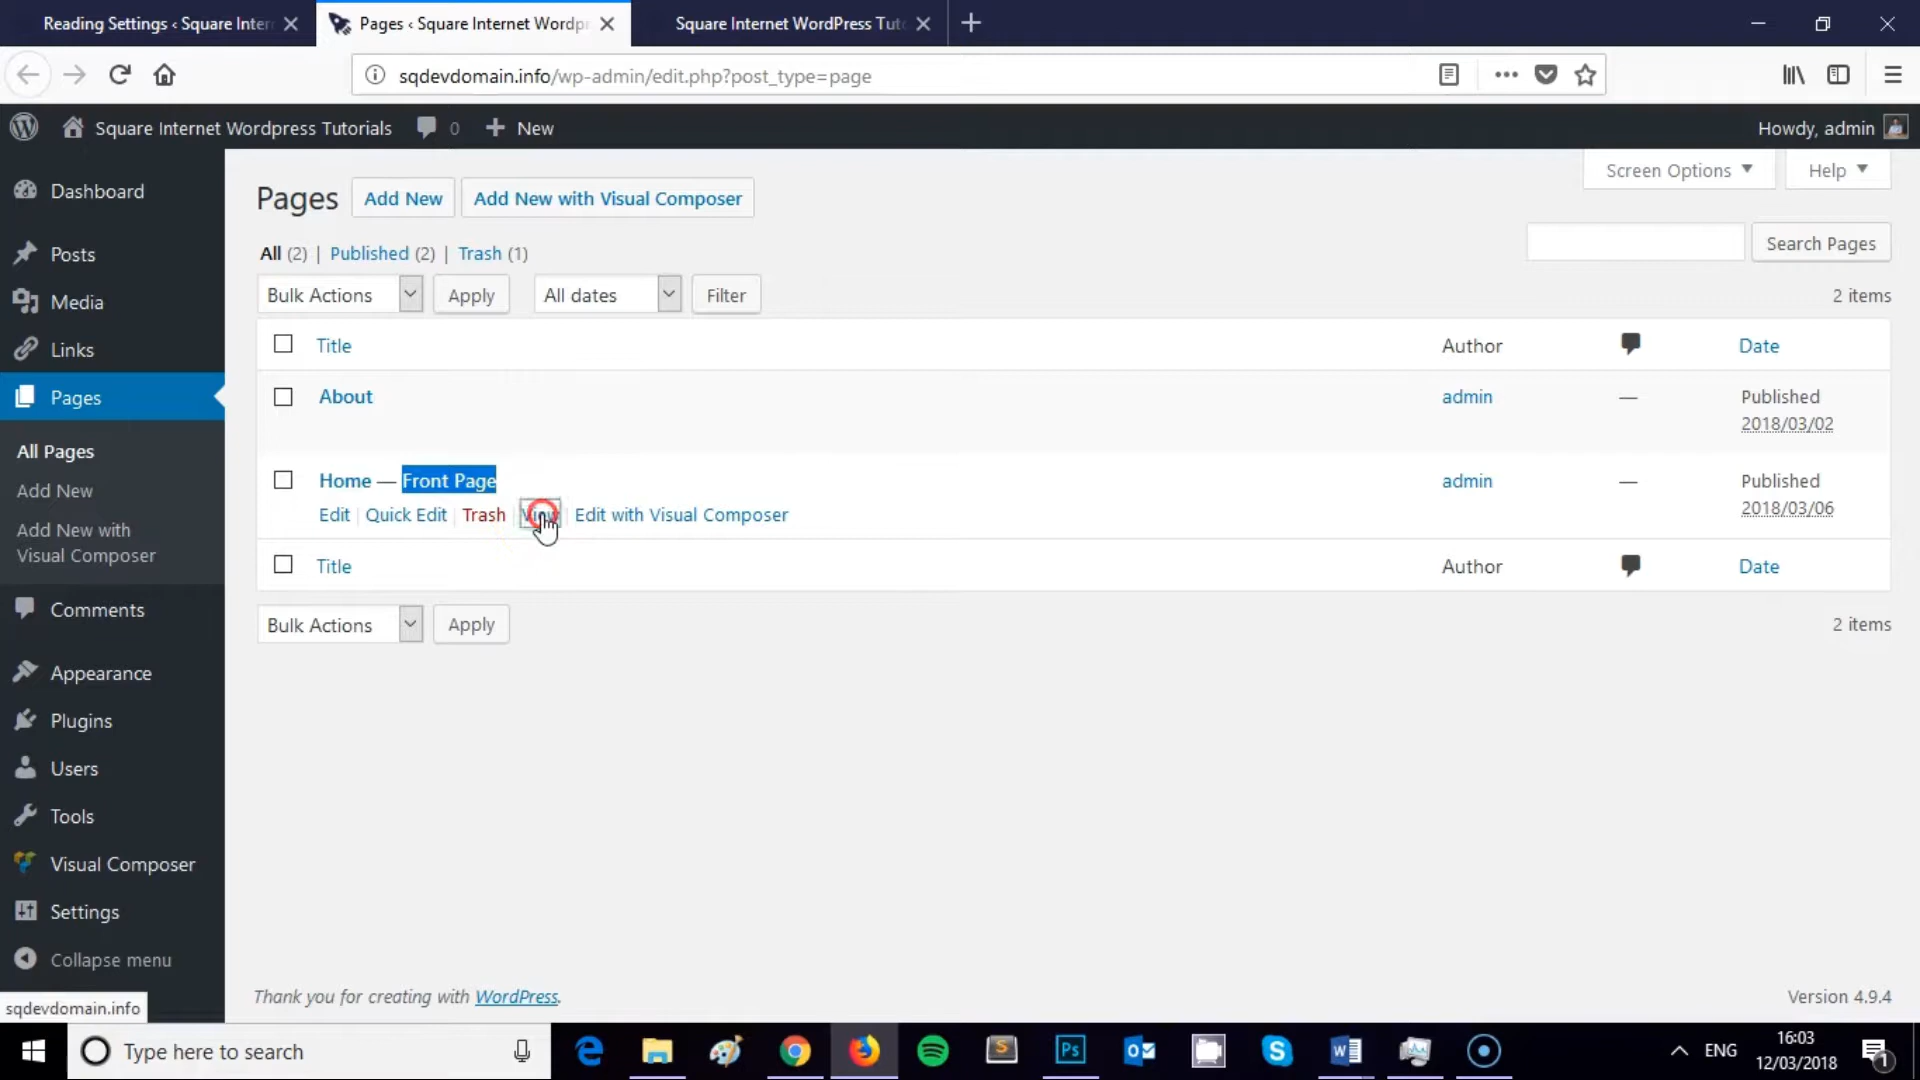 Reading Settings ‹ Square Inter
Pages ‹ Square Internet Wordpr
Square Internet WordPress Tut
sqdevdomain.info/wp-admin/edit.php?post_type=page
Square Internet Wordpress Tutorials 0 New
Howdy, admin
Screen Options Help
Dashboard
Posts
Media
Links
Pages
All Pages
Add New
Add New with
Visual Composer
Comments
Appearance
Plugins
Users
Tools
Visual Composer
Settings
Collapse menu
Pages Add New Add New with Visual Composer
All (2) | Published (2) | Trash (1)
Search Pages
Bulk Actions Apply All dates Filter 2 items
Title Author Date
About admin — Published
2018/03/02
Home — Front Page admin — Published
Edit | Quick Edit | Trash | View | Edit with Visual Composer 2018/03/06
Title Author Date
Bulk Actions Apply 2 items
Thank you for creating with WordPress. Version 4.9.4
sqdevdomain.info
Type here to search
Ps
ENG
16:03
12/03/2018
1